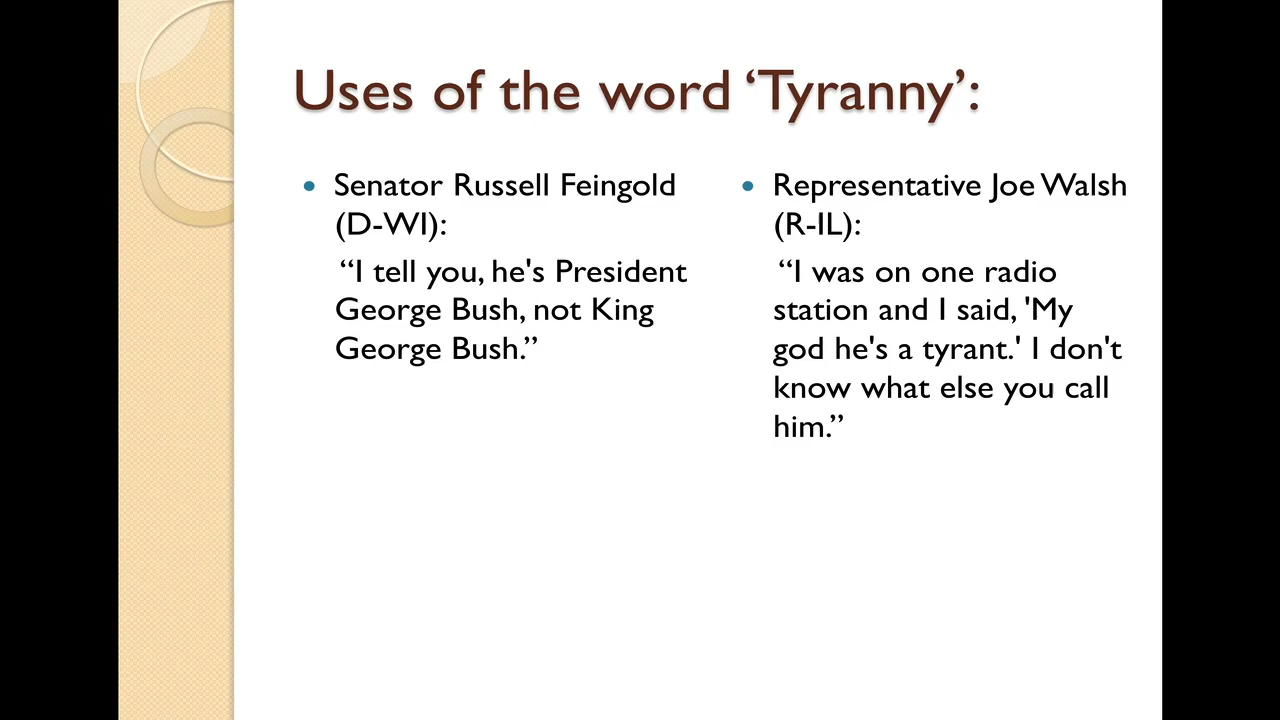 Uses of the word ‘Tyranny’:
• Senator Russell Feingold
(D-WI):
“I tell you, he's President
George Bush, not King
George Bush.”
• Representative Joe Walsh
(R-IL):
“I was on one radio
station and I said, 'My
god he's a tyrant.' I don't
know what else you call
him.”